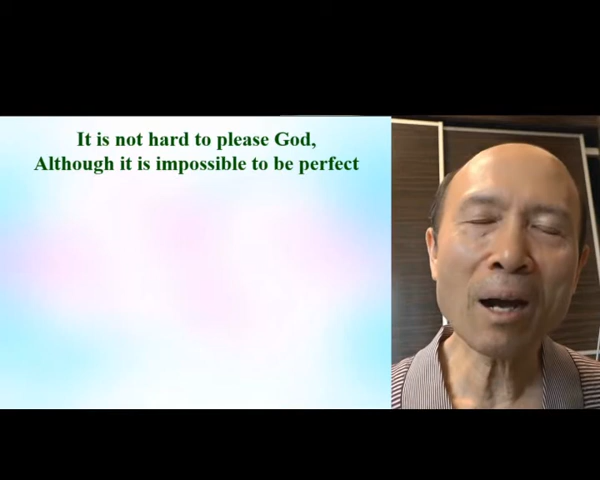 It is not hard to please God,
Although it is impossible to be perfect